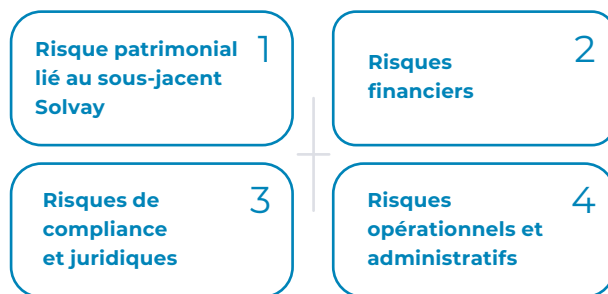 Risque patrimonial 1
lié au sous-jacent
Solvay
Risques 2
financiers
Risques de 3
compliance
et juridiques
Risques 4
opérationnels et
administratifs